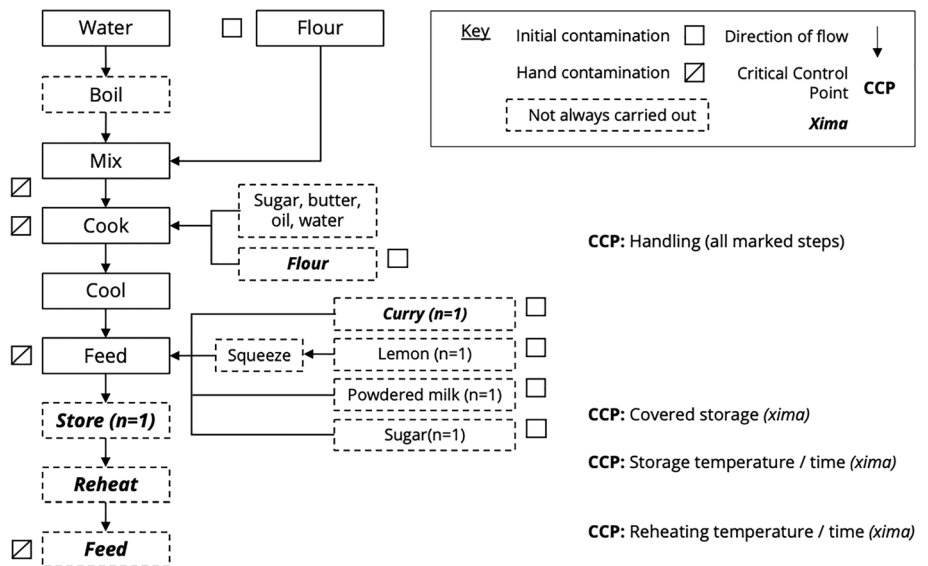 Water
Flour
Boil
Mix
Cook
Sugar, butter,
oil, water
Flour
Cool
Feed
Squeeze
Curry (n=1)
Lemon (n=1)
Powdered milk (n=1)
Sugar(n=1)
Store (n=1)
Reheat
Feed
Key
Initial contamination
Hand contamination
Not always carried out
Direction of flow
Critical Control
Point
CCP
Xima
CCP: Handling (all marked steps)
CCP: Covered storage (xima)
CCP: Storage temperature / time (xima)
CCP: Reheating temperature / time (xima)